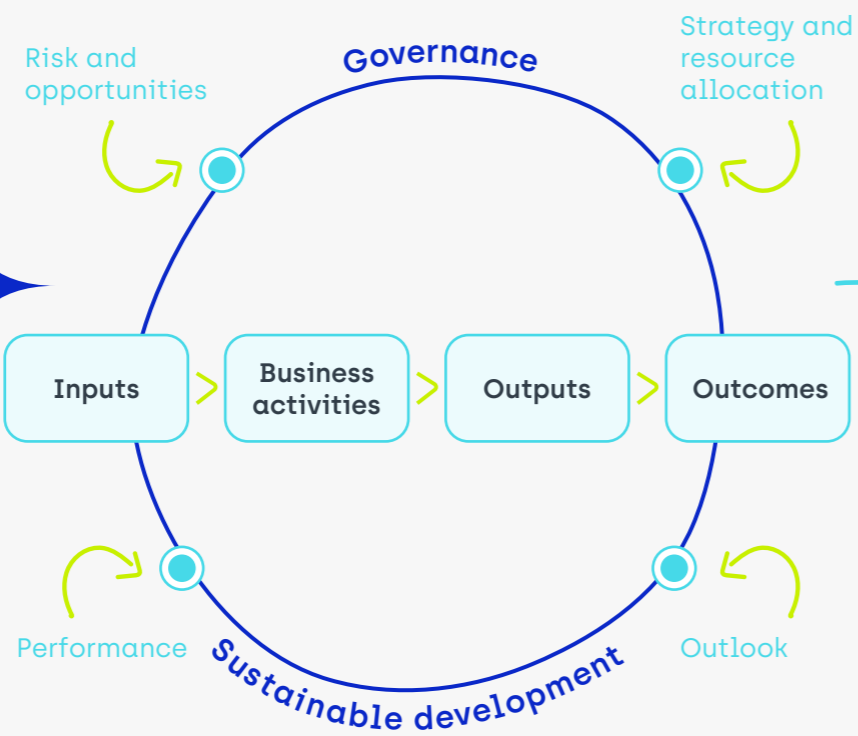 Strategy and
resource
allocation
Governance
Risk and
opportunities
Inputs
Business
activities
Outputs
Outcomes
Performance
Sustainable development
Outlook